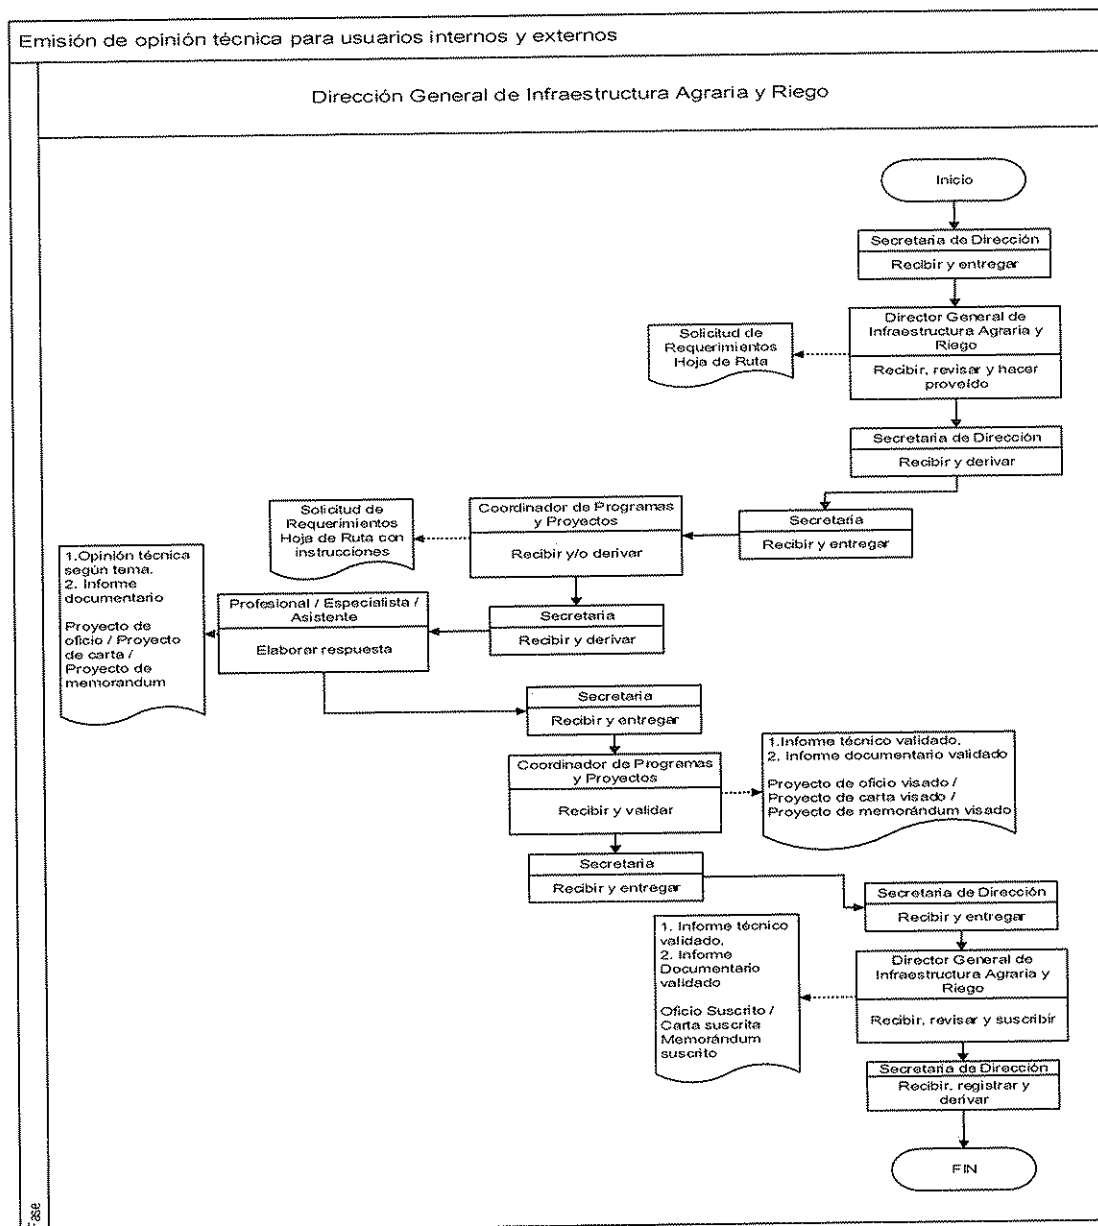 Emisión de opinión técnica para usuarios internos y externos
Dirección General de Infraestructura Agraria y Riego
Inicio
Secretaria de Dirección
Recibir y entregar
Director General de
Infraestructura Agraria y
Riego
Recibir, revisar y hacer
proveído
Solicitud de
Requerimientos
Hoja de Ruta
Secretaria de Dirección
Recibir y derivar
Secretaria
Recibir y entregar
Coordinador de Programas
y Proyectos
Recibir y/o derivar
Solicitud de
Requerimientos
Hoja de Ruta con
instrucciones
Secretaria
Recibir y derivar
Profesional / Especialista /
Asistente
Elaborar respuesta
1.Opinión técnica
según tema.
2. Informe
documentario
Proyecto de
oficio / Proyecto
de carta /
Proyecto de
memorandum
Secretaria
Recibir y entregar
Coordinador de Programas
y Proyectos
Recibir y validar
1.Informe técnico validado.
2. Informe documentario validado
Proyecto de oficio visado /
Proyecto de carta visado /
Proyecto de memorándum visado
Secretaria
Recibir y entregar
Secretaria de Dirección
Recibir y entregar
Director General de
Infraestructura Agraria y
Riego
Recibir, revisar y suscribir
1. Informe técnico
validado.
2. Informe
Documentario
validado
Oficio Suscrito /
Carta suscrita
Memorándum
suscrito
Secretaria de Dirección
Recibir, registrar y
derivar
FIN
Fase